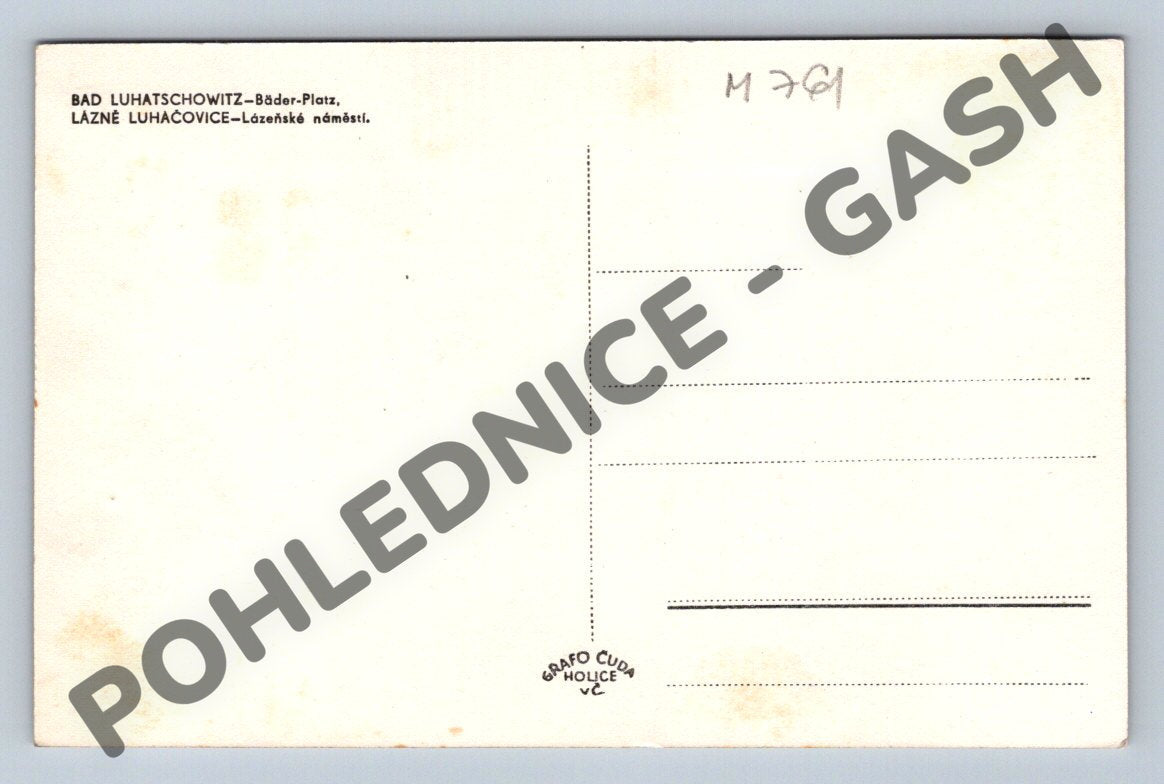 BAD LUHATSCHOWITZ—Bäder-Platz,
LÁZNĚ LUHAČOVICE—Lázeňské náměstí.
M 761
POHLEDNICE - GASH
GRAFO ČUDA
HOLICE
VČ